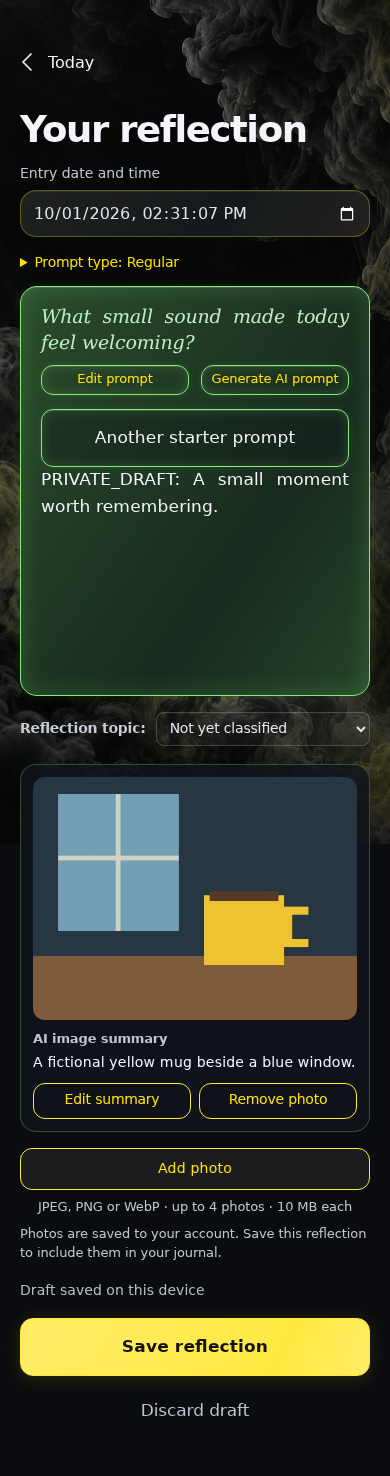 Today
Your reflection
Entry date and time
10/01/2026, 02:31:07 PM
Prompt type: Regular
What small sound made today
feel welcoming?
Edit prompt
Generate AI prompt
Another starter prompt
PRIVATE_DRAFT: A small moment
worth remembering.
Reflection topic:
Not yet classified
AI image summary
A fictional yellow mug beside a blue window.
Edit summary
Remove photo
Add photo
JPEG, PNG or WebP · up to 4 photos · 10 MB each
Photos are saved to your account. Save this reflection
to include them in your journal.
Draft saved on this device
Save reflection
Discard draft